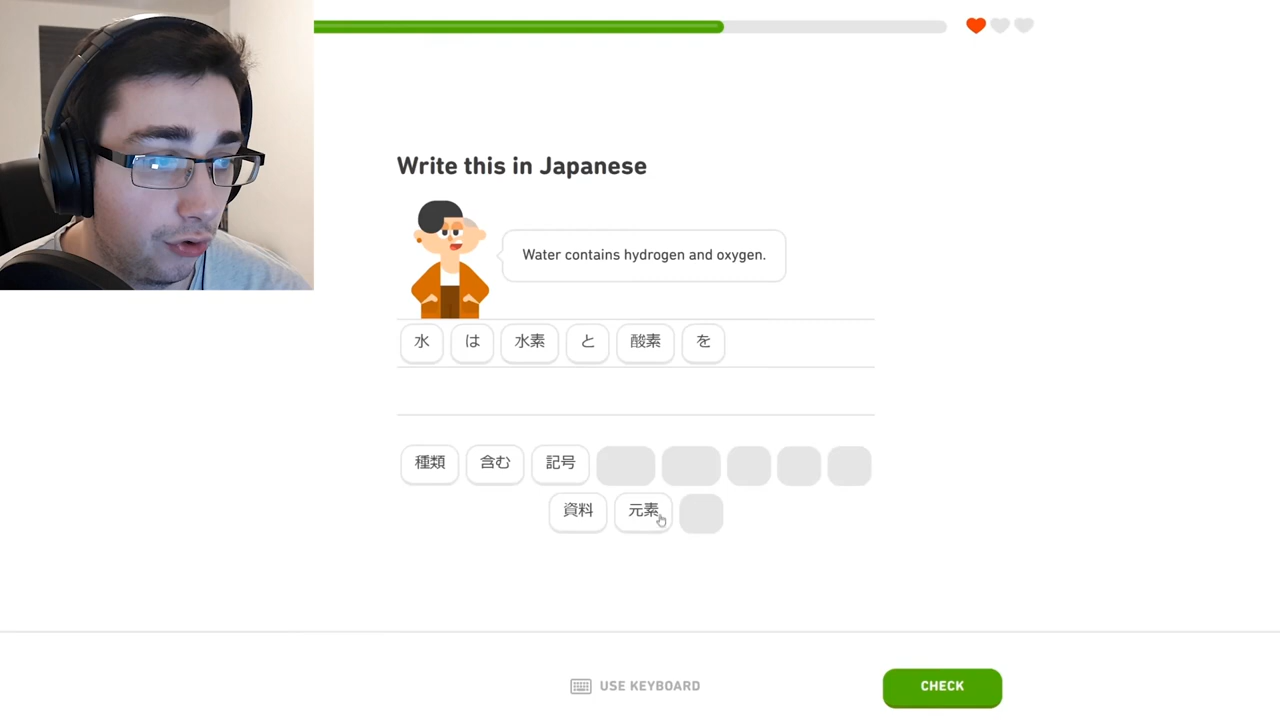 Write this in Japanese
Water contains hydrogen and oxygen.
水 は 水素 と 酸素 を
種類 含む 記号
資料 元素
USE KEYBOARD
CHECK